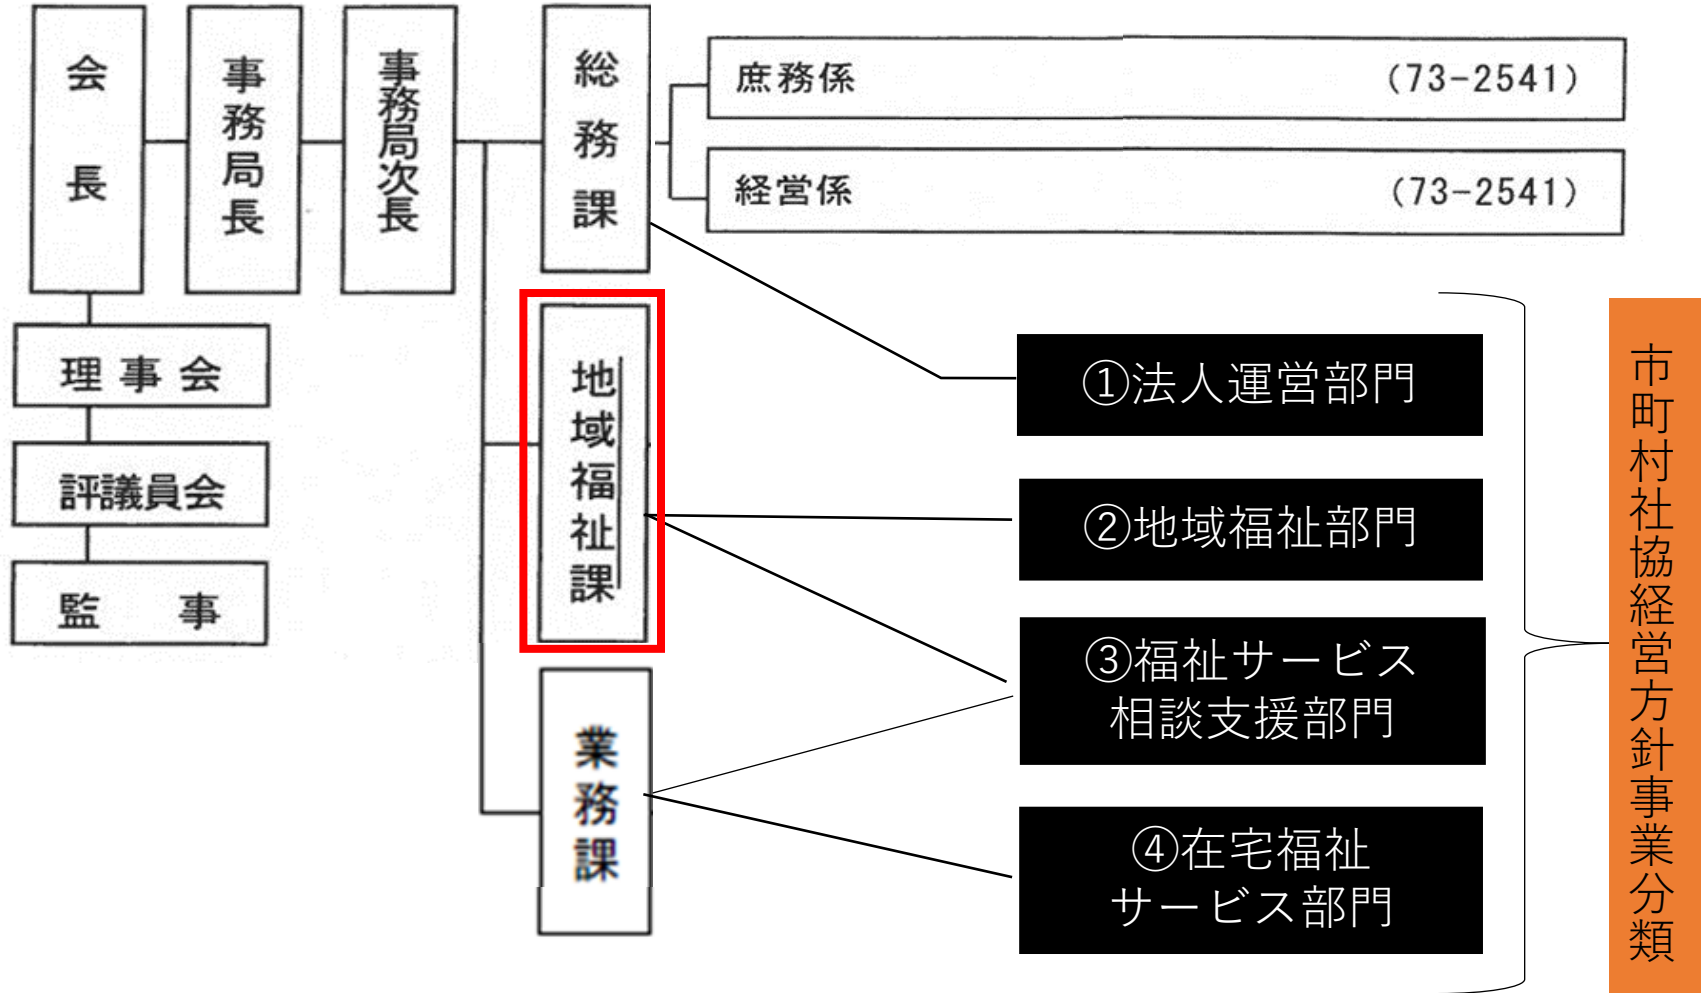 会長
事務局長
事務局次長
総務課
庶務係 (73-2541)
経営係 (73-2541)
理事会
評議員会
監事
地域福祉課
業務課
①法人運営部門
②地域福祉部門
③福祉サービス
相談支援部門
④在宅福祉
サービス部門
市町村社協経営方針事業分類